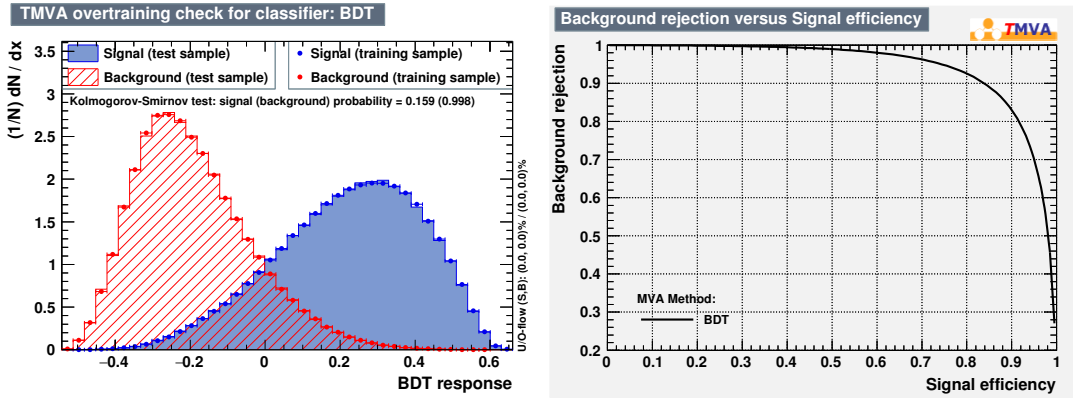 TMVA overtraining check for classifier: BDT
(1/N) dN / dx
3.5
3
2.5
2
1.5
1
0.5
0
Signal (test sample)
Background (test sample)
Signal (training sample)
Background (training sample)
Kolmogorov-Smirnov test: signal (background) probability = 0.159 (0.998)
U/O-flow (S,B): (0.0, 0.0)% / (0.0, 0.0)%
−0.4 −0.2 0 0.2 0.4 0.6
BDT response
Background rejection versus Signal efficiency
TMVA
Background rejection
1
0.9
0.8
0.7
0.6
0.5
0.4
0.3
0.2
MVA Method:
BDT
0 0.1 0.2 0.3 0.4 0.5 0.6 0.7 0.8 0.9 1
Signal efficiency